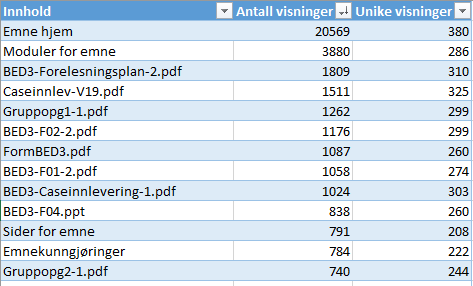 Innhold Antall visninger Unike visninger
Emne hjem 20569 380
Moduler for emne 3880 286
BED3-Forelesningsplan-2.pdf 1809 310
Caseinnlev-V19.pdf 1511 325
Gruppopg1-1.pdf 1262 299
BED3-F02-2.pdf 1176 299
FormBED3.pdf 1087 260
BED3-F01-2.pdf 1058 274
BED3-Caseinnlevering-1.pdf 1024 303
BED3-F04.ppt 838 260
Sider for emne 791 208
Emnekunngjøringer 784 222
Gruppopg2-1.pdf 740 244